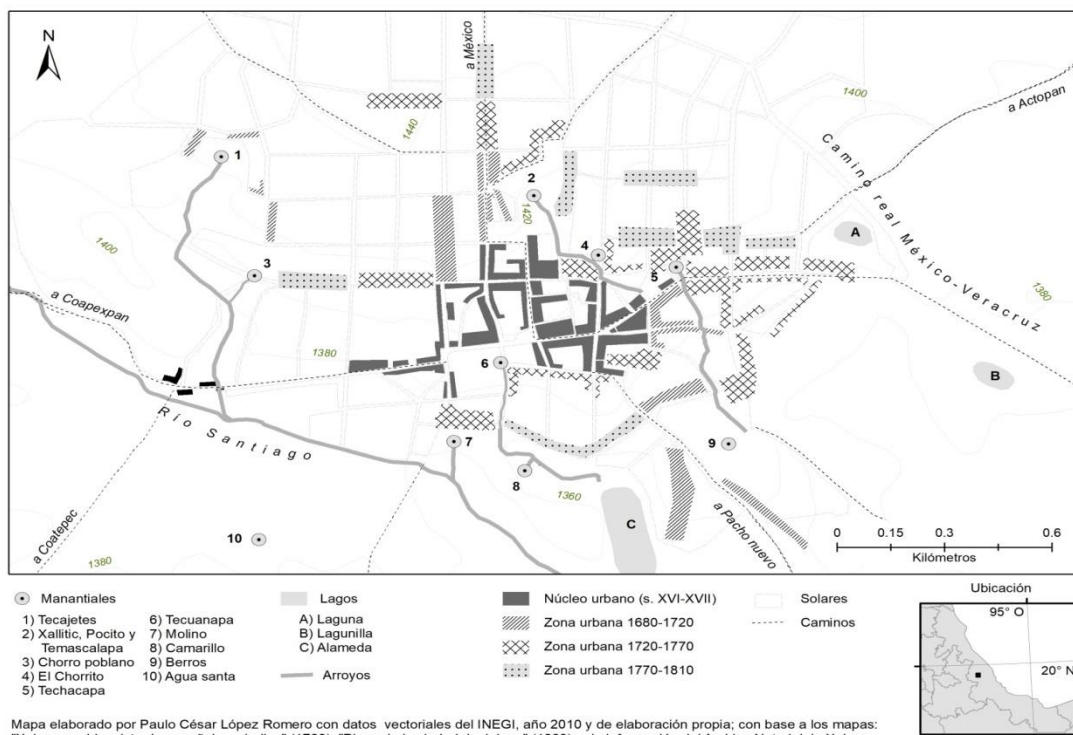 N
a México
1400
a Actopan
1440
Camino real México-Veracruz
1
2
1420
A
4
3
5
1400
a Coapexpan
1380
1380
6
B
Río Santiago
7
9
8
1360
C
a Pacho nuevo
10
a Coatepec
1380
0 0.15 0.3 0.6
Kilómetros
Manantiales
1) Tecajetes
2) Xallitic, Pocito y
Temascalapa
3) Chorro poblano
4) El Chorrito
5) Techacapa
6) Tecuanapa
7) Molino
8) Camarillo
9) Berros
10) Agua santa
Lagos
A) Laguna
B) Lagunilla
C) Alameda
Arroyos
Núcleo urbano (s. XVI-XVII)
Zona urbana 1680-1720
Zona urbana 1720-1770
Zona urbana 1770-1810
Solares
Caminos
Ubicación
95° O
20° N
Mapa elaborado por Paulo César López Romero con datos vectoriales del INEGI, año 2010 y de elaboración propia; con base a los mapas: